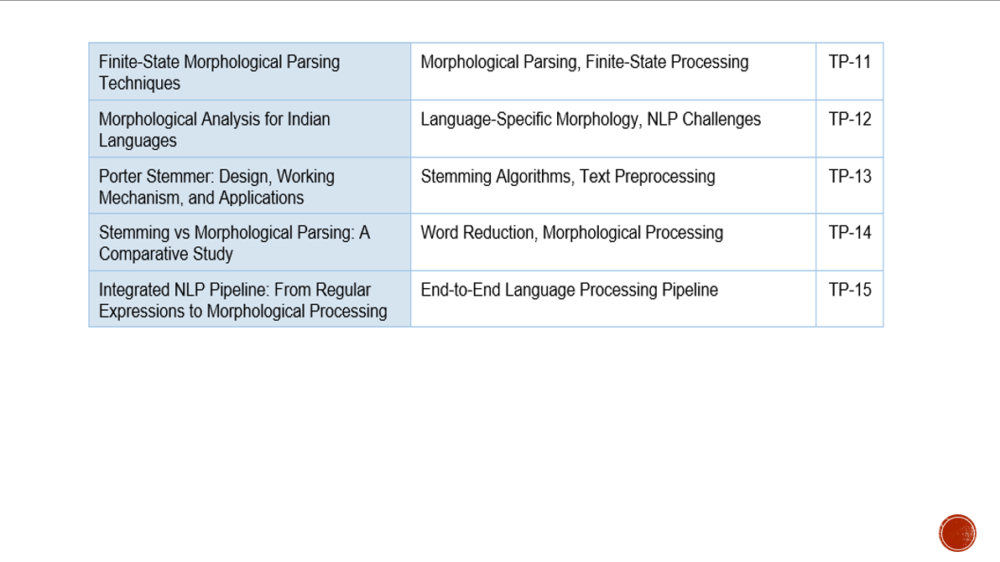 Finite-State Morphological Parsing
Techniques
Morphological Parsing, Finite-State Processing
TP-11
Morphological Analysis for Indian
Languages
Language-Specific Morphology, NLP Challenges
TP-12
Porter Stemmer: Design, Working
Mechanism, and Applications
Stemming Algorithms, Text Preprocessing
TP-13
Stemming vs Morphological Parsing: A
Comparative Study
Word Reduction, Morphological Processing
TP-14
Integrated NLP Pipeline: From Regular
Expressions to Morphological Processing
End-to-End Language Processing Pipeline
TP-15